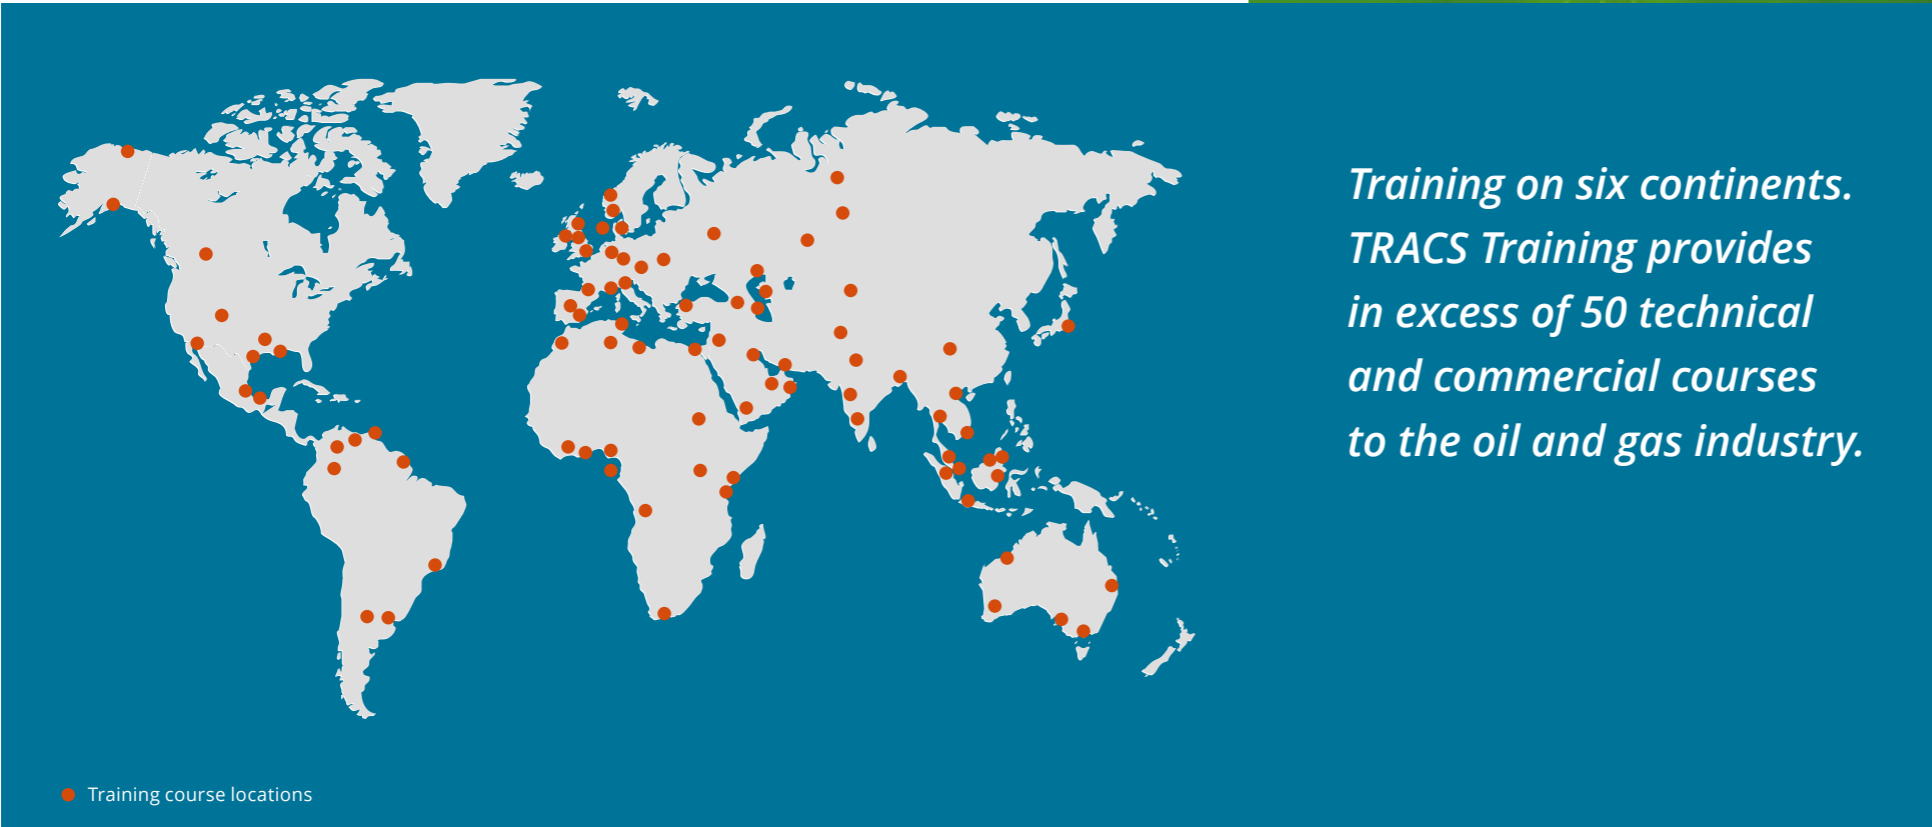 Training on six continents.
TRACS Training provides
in excess of 50 technical
and commercial courses
to the oil and gas industry.
Training course locations